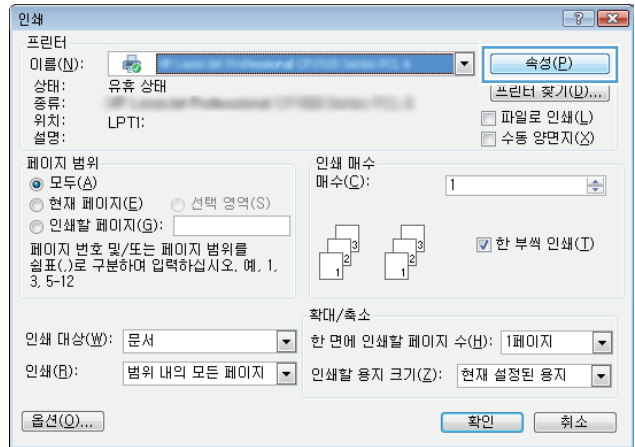 인쇄
프린터
이름(N):
속성(P)
상태: 유휴 상태
프린터 찾기(D)...
종류:
위치: LPT1:
파일로 인쇄(L)
설명:
수동 양면지(X)
페이지 범위
모두(A)
현재 페이지(E) 선택 영역(S)
인쇄할 페이지(G):
페이지 번호 및/또는 페이지 범위를
쉼표(,)로 구분하여 입력하십시오. 예, 1,
3, 5-12
인쇄 매수
매수(C): 1
3 3
2 2
1 1
한 부씩 인쇄(T)
인쇄 대상(W): 문서
인쇄(R): 범위 내의 모든 페이지
확대/축소
한 면에 인쇄할 페이지 수(H): 1페이지
인쇄할 용지 크기(Z): 현재 설정된 용지
옵션(O)...
확인 취소